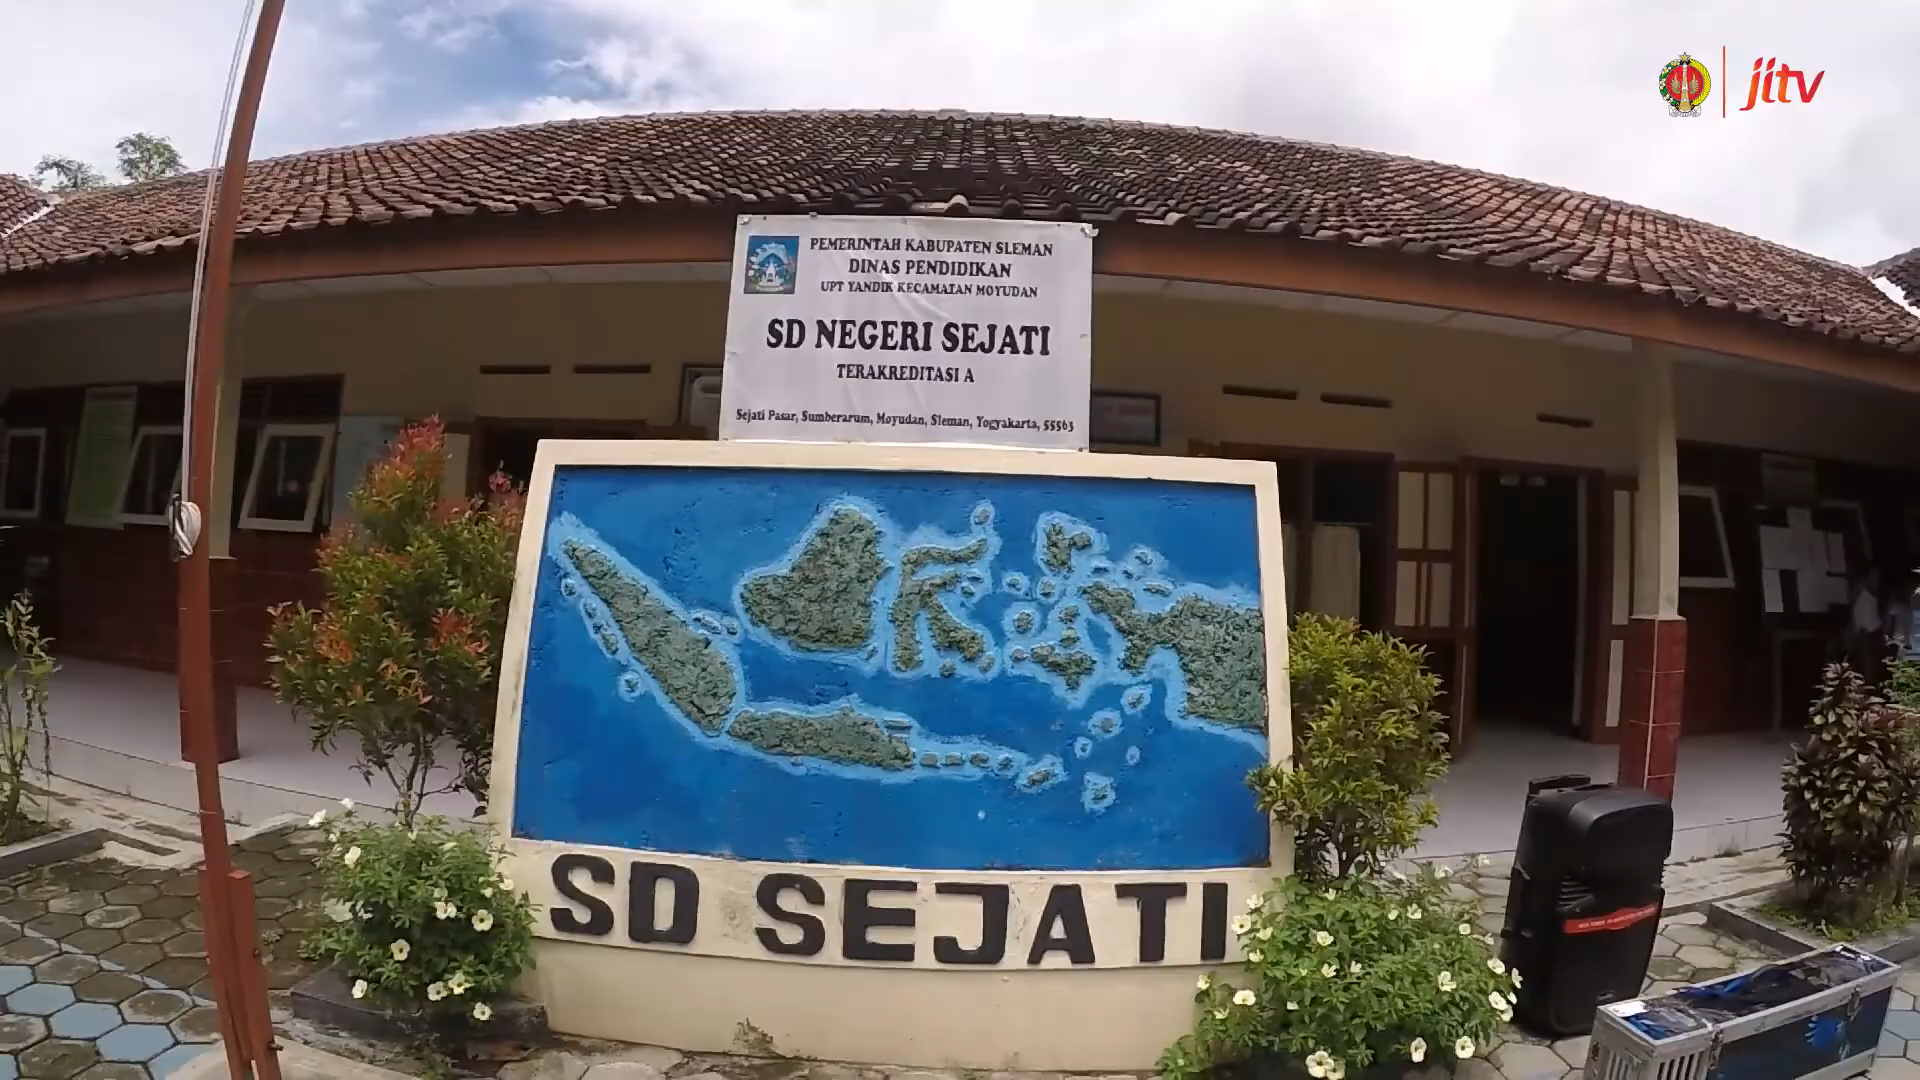 jitv
PEMERINTAH KABUPATEN SLEMAN
DINAS PENDIDIKAN
UPT YANDIK KECAMATAN MOYUDAN
SD NEGERI SEJATI
TERAKREDITASI A
Sejati Pasar, Sumberarum, Moyudan, Sleman, Yogyakarta, 55563
SD SEJATI